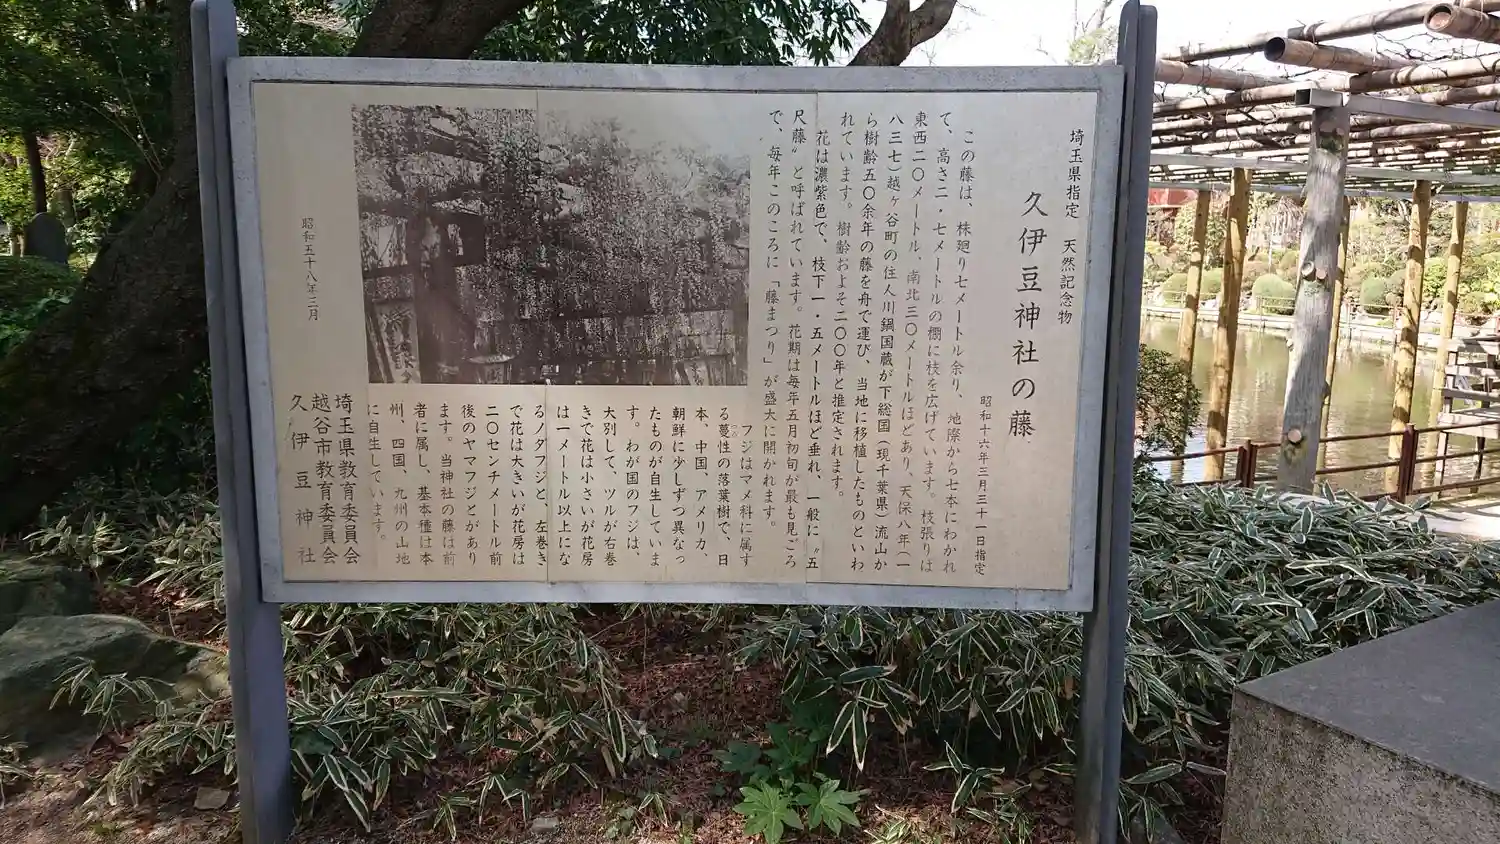 埼玉県指定　天然記念物
久伊豆神社の藤
昭和十六年三月三十一日指定
この藤は、株廻り七メートル余り、地際から七本にわかれ
て、高さ二・七メートルの棚に枝を広げています。枝張りは
東西二〇メートル、南北三〇メートルほどあり、天保八年（一
八三七）越ヶ谷町の住人川鍋国蔵が下総国（現千葉県）流山か
ら樹齢五〇余年の藤を舟で運び、当地に移植したものといわ
れています。樹齢およそ二〇〇年と推定されます。
花は濃紫色で、枝下一・五メートルほど垂れ、一般に〝五
尺藤〟と呼ばれています。花期は毎年五月初旬が最も見ごろ
で、毎年このころに「藤まつり」が盛大に開かれます。
フジはマメ科に属す
る蔓性の落葉樹で、日
本、中国、アメリカ、
朝鮮に少しずつ異なっ
たものが自生していま
す。わが国のフジは、
大別して、ツルが右巻
きで花は小さいが花房
は一メートル以上にな
るノダフジと、左巻き
で花は大きいが花房は
二〇センチメートル前
後のヤマフジとがあり
ます。当神社の藤は前
者に属し、基本種は本
州、四国、九州の山地
に自生しています。
昭和五十八年三月
埼玉県教育委員会
越谷市教育委員会
久伊豆神社